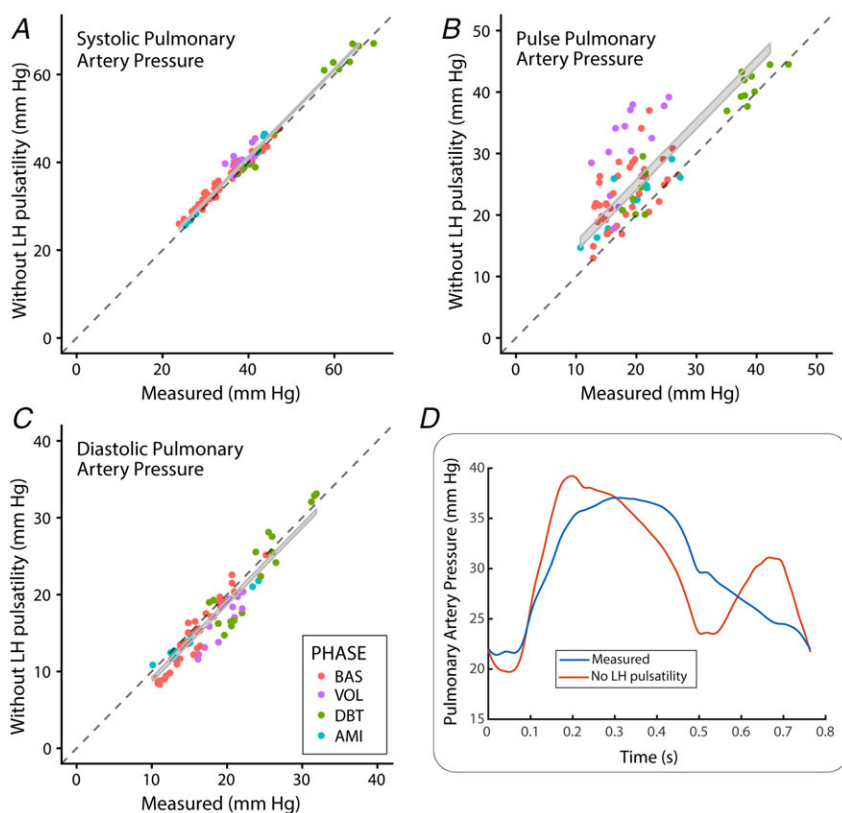 A
Systolic Pulmonary
Artery Pressure
Without LH pulsatility (mm Hg)
60
40
20
0
0
20
40
60
Measured (mm Hg)
B
Pulse Pulmonary
Artery Pressure
Without LH pulsatility (mm Hg)
50
40
30
20
10
0
0
10
20
30
40
50
Measured (mm Hg)
C
Diastolic Pulmonary
Artery Pressure
Without LH pulsatility (mm Hg)
40
30
20
10
0
0
10
20
30
40
Measured (mm Hg)
PHASE
BAS
VOL
DBT
AMI
D
Pulmonary Artery Pressure (mm Hg)
40
35
30
25
20
15
0
0.1
0.2
0.3
0.4
0.5
0.6
0.7
0.8
Time (s)
Measured
No LH pulsatility